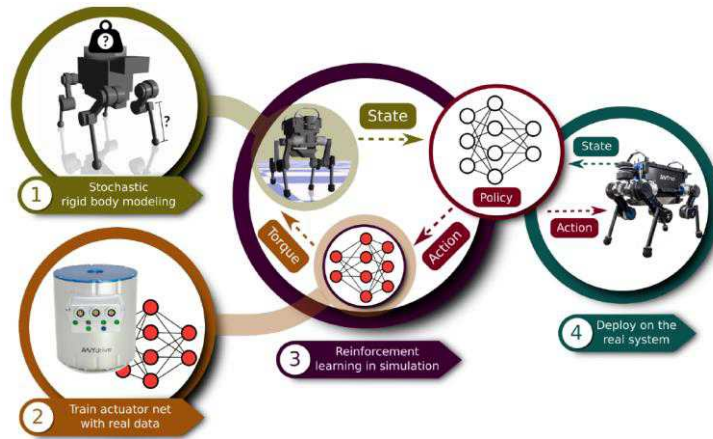 ?
?
1
Stochastic
rigid body modeling
State
Policy
Torque
Action
State
Action
2
Train actuator net
with real data
3
Reinforcement
learning in simulation
4
Deploy on the
real system